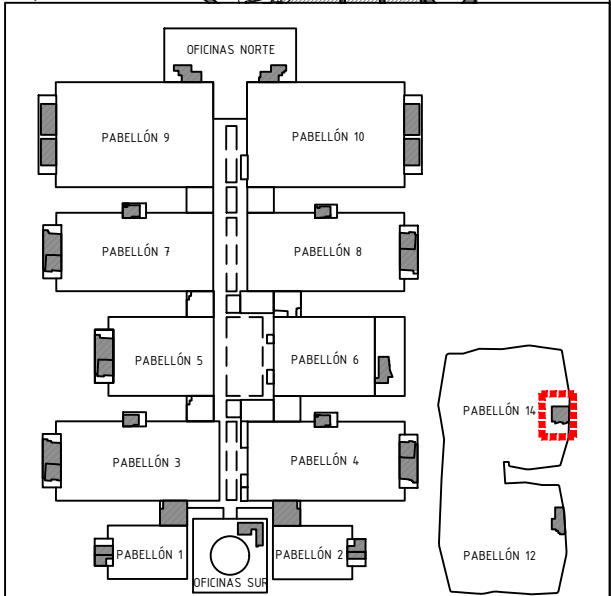 OFICINAS NORTE
PABELLÓN 9
PABELLÓN 10
PABELLÓN 7
PABELLÓN 8
PABELLÓN 5
PABELLÓN 6
PABELLÓN 14
PABELLÓN 3
PABELLÓN 4
PABELLÓN 1
PABELLÓN 2
PABELLÓN 12
OFICINAS SUR